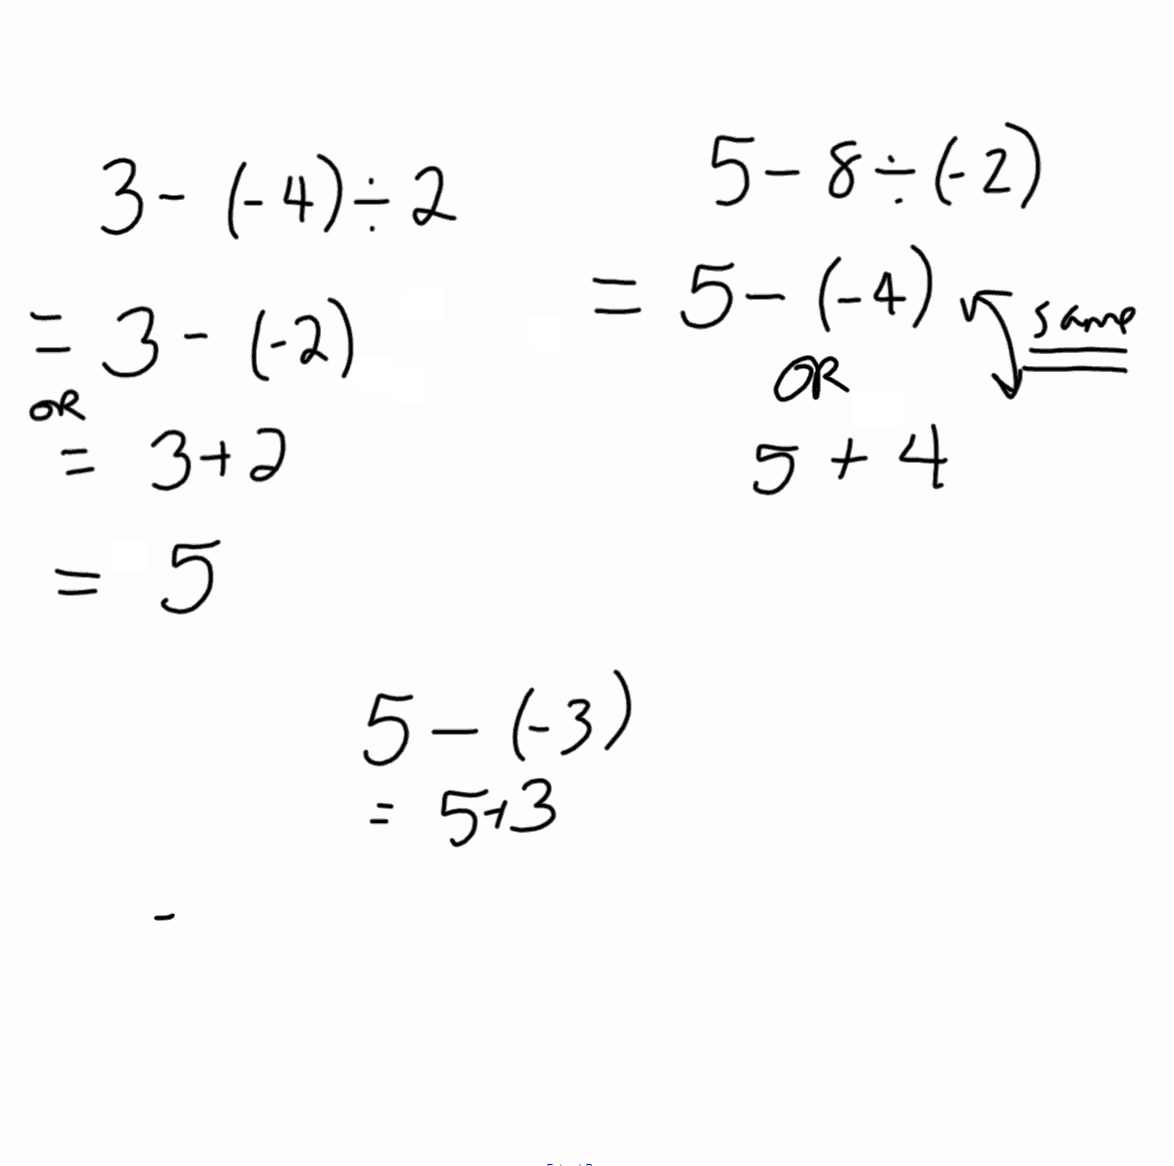 3 - (-4) ÷ 2
= 3 - (-2)
OR
= 3 + 2
= 5
5 - 8 ÷ (-2)
= 5 - (-4)
same
OR
5 + 4
5 - (-3)
= 5 + 3
-